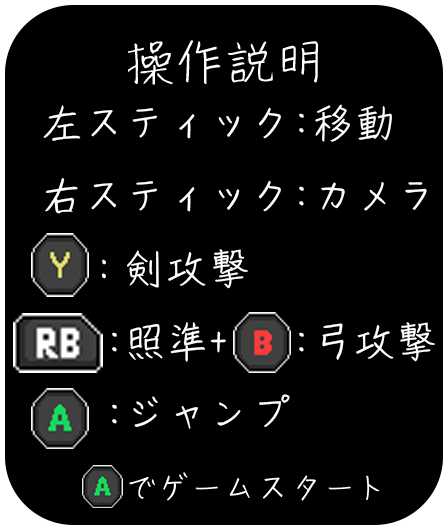 操作説明
左スティック:移動
右スティック:カメラ
Y:剣攻撃
RB:照準+B:弓攻撃
A:ジャンプ
Aでゲームスタート